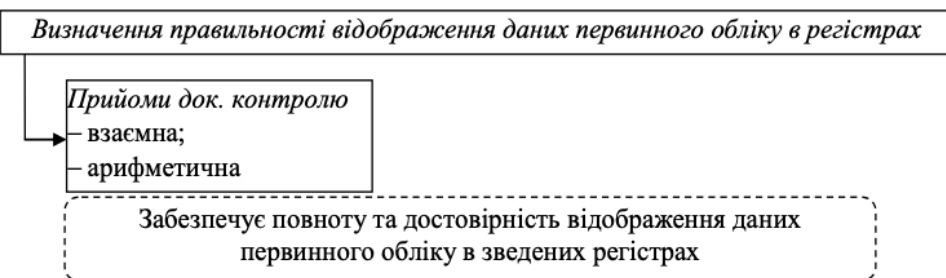 Визначення правильності відображення даних первинного обліку в регістрах
Прийоми док. контролю
– взаємна;
– арифметична
Забезпечує повноту та достовірність відображення даних
первинного обліку в зведених регістрах